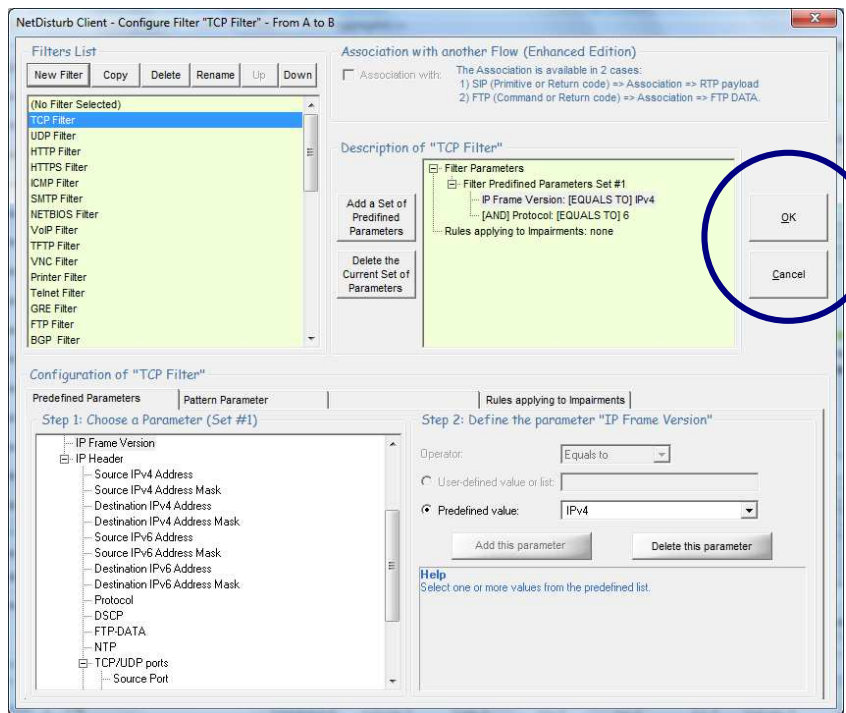 NetDisturb Client - Configure Filter "TCP Filter" - From A to B
Filters List
New Filter Copy Delete Rename Up Down
(No Filter Selected)
TCP Filter
UDP Filter
HTTP Filter
HTTPS Filter
ICMP Filter
SMTP Filter
NETBIOS Filter
VoIP Filter
TFTP Filter
VNC Filter
Printer Filter
Telnet Filter
GRE Filter
FTP Filter
BGP Filter
Association with another Flow (Enhanced Edition)
Association with:
The Association is available in 2 cases:
1) SIP (Primitive or Return code) => Association => RTP payload
2) FTP (Command or Return code) => Association => FTP DATA.
Description of "TCP Filter"
Add a Set of
Predifined
Parameters
Delete the
Current Set of
Parameters
Filter Parameters
Filter Predifined Parameters Set #1
IP Frame Version: [EQUALS TO] IPv4
[AND] Protocol: [EQUALS TO] 6
Rules applying to Impairments: none
OK
Cancel
Configuration of "TCP Filter"
Predefined Parameters Pattern Parameter Rules applying to Impairments
Step 1: Choose a Parameter (Set #1)
IP Frame Version
IP Header
Source IPv4 Address
Source IPv4 Address Mask
Destination IPv4 Address
Destination IPv4 Address Mask
Source IPv6 Address
Source IPv6 Address Mask
Destination IPv6 Address
Destination IPv6 Address Mask
Protocol
DSCP
FTP-DATA
NTP
TCP/UDP ports
Source Port
Step 2: Define the parameter "IP Frame Version"
Operator: Equals to
User-defined value or list:
Predefined value: IPv4
Add this parameter Delete this parameter
Help
Select one or more values from the predefined list.